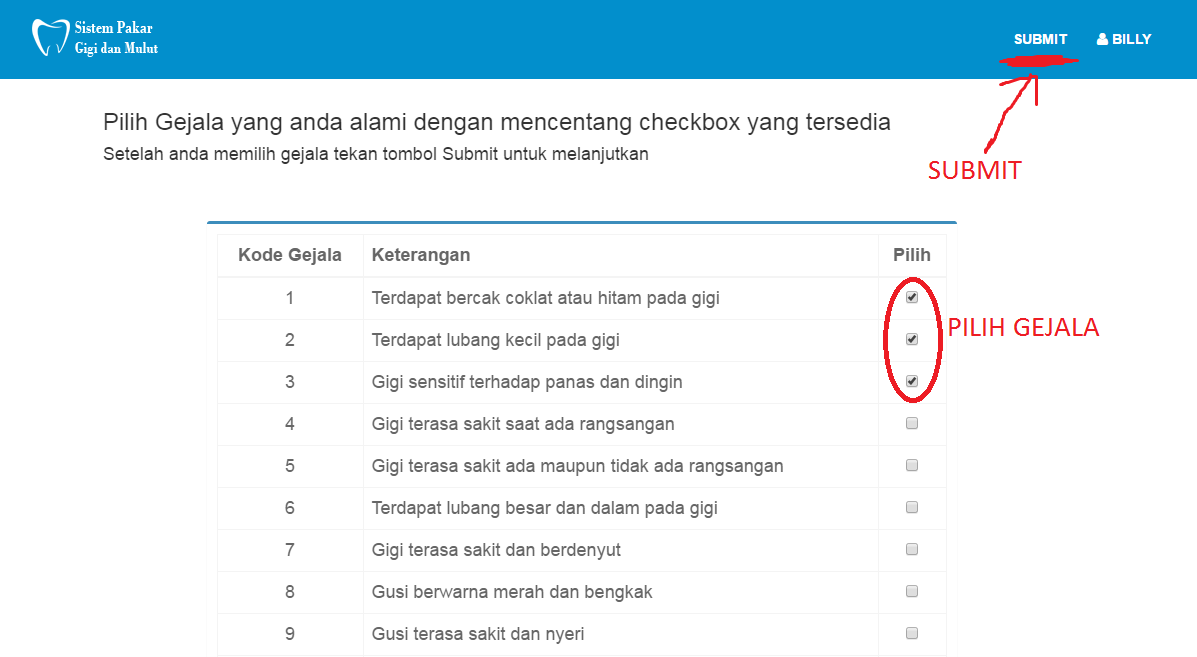 Sistem Pakar
Gigi dan Mulut
SUBMIT BILLY
SUBMIT
Pilih Gejala yang anda alami dengan mencentang checkbox yang tersedia
Setelah anda memilih gejala tekan tombol Submit untuk melanjutkan
Kode Gejala Keterangan Pilih
1 Terdapat bercak coklat atau hitam pada gigi
2 Terdapat lubang kecil pada gigi
PILIH GEJALA
3 Gigi sensitif terhadap panas dan dingin
4 Gigi terasa sakit saat ada rangsangan
5 Gigi terasa sakit ada maupun tidak ada rangsangan
6 Terdapat lubang besar dan dalam pada gigi
7 Gigi terasa sakit dan berdenyut
8 Gusi berwarna merah dan bengkak
9 Gusi terasa sakit dan nyeri